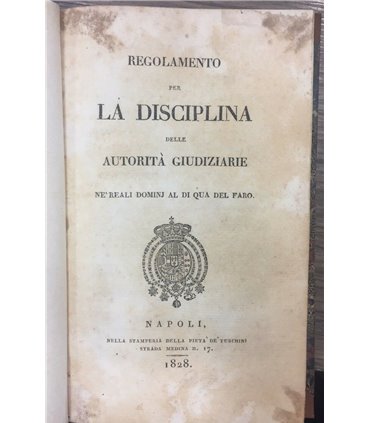 REGOLAMENTO
PER
LA DISCIPLINA
DELLE
AUTORITÀ GIUDIZIARIE
NE' REALI DOMINJ AL DI QUA DEL FARO.
NAPOLI,
NELLA STAMPERIA DELLA PIETA DE' TURCHINI
STRADA MEDINA N. 17.
1828.